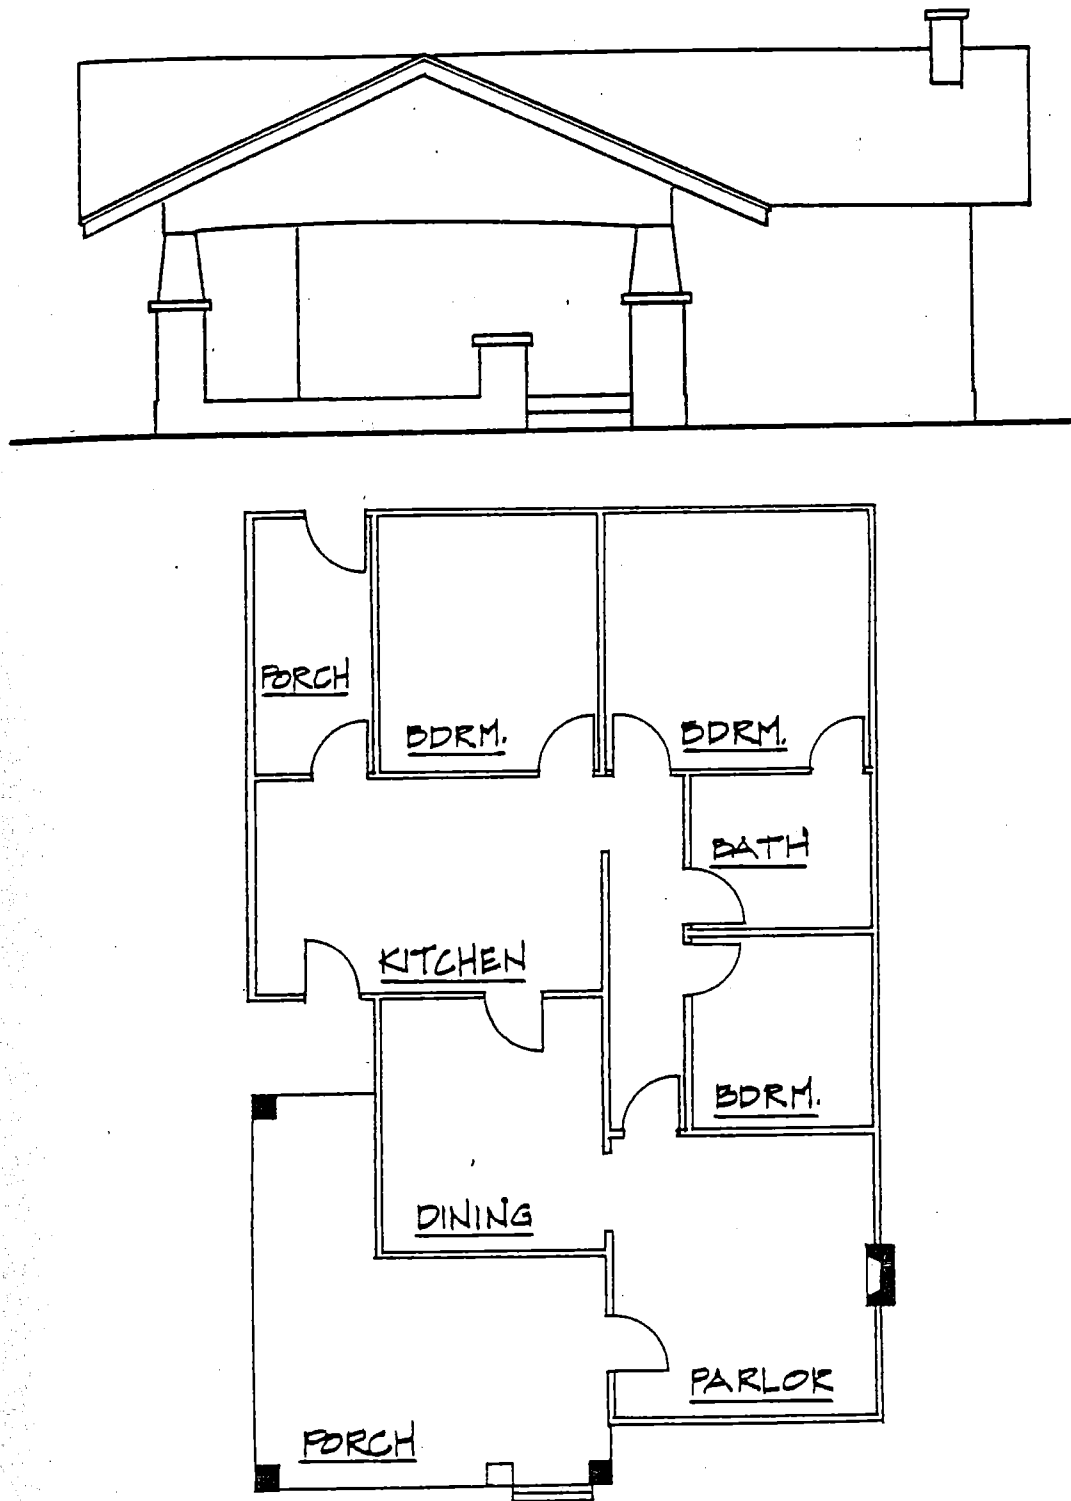 PORCH
BDRM.
BDRM.
BATH
KITCHEN
BDRM.
DINING
PARLOR
PORCH